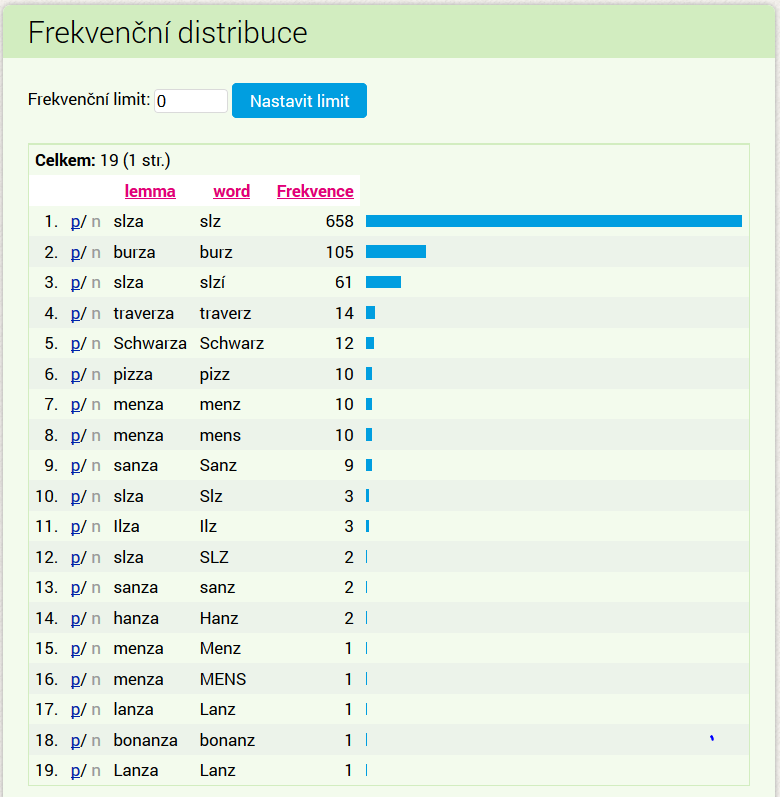 Frekvenční distribuce
Frekvenční limit: 0 Nastavit limit
Celkem: 19 (1 str.)
lemma word Frekvence
1. p/ n slza slz 658
2. p/ n burza burz 105
3. p/ n slza slzí 61
4. p/ n traverza traverz 14
5. p/ n Schwarza Schwarz 12
6. p/ n pizza pizz 10
7. p/ n menza menz 10
8. p/ n menza mens 10
9. p/ n sanza Sanz 9
10. p/ n slza Slz 3
11. p/ n Ilza Ilz 3
12. p/ n slza SLZ 2
13. p/ n sanza sanz 2
14. p/ n hanza Hanz 2
15. p/ n menza Menz 1
16. p/ n menza MENS 1
17. p/ n lanza Lanz 1
18. p/ n bonanza bonanz 1
19. p/ n Lanza Lanz 1